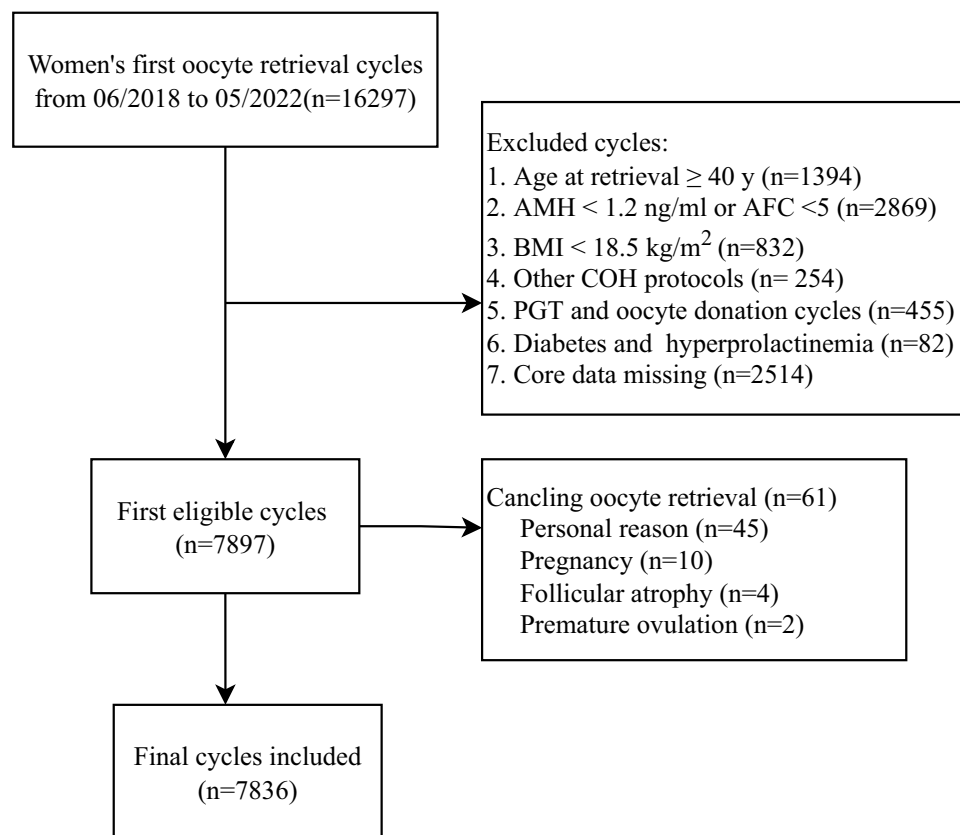 Women's first oocyte retrieval cycles
from 06/2018 to 05/2022(n=16297)
Excluded cycles:
1. Age at retrieval ≥ 40 y (n=1394)
2. AMH < 1.2 ng/ml or AFC <5 (n=2869)
3. BMI < 18.5 kg/m² (n=832)
4. Other COH protocols (n= 254)
5. PGT and oocyte donation cycles (n=455)
6. Diabetes and hyperprolactinemia (n=82)
7. Core data missing (n=2514)
First eligible cycles
(n=7897)
Cancling oocyte retrieval (n=61)
Personal reason (n=45)
Pregnancy (n=10)
Follicular atrophy (n=4)
Premature ovulation (n=2)
Final cycles included
(n=7836)